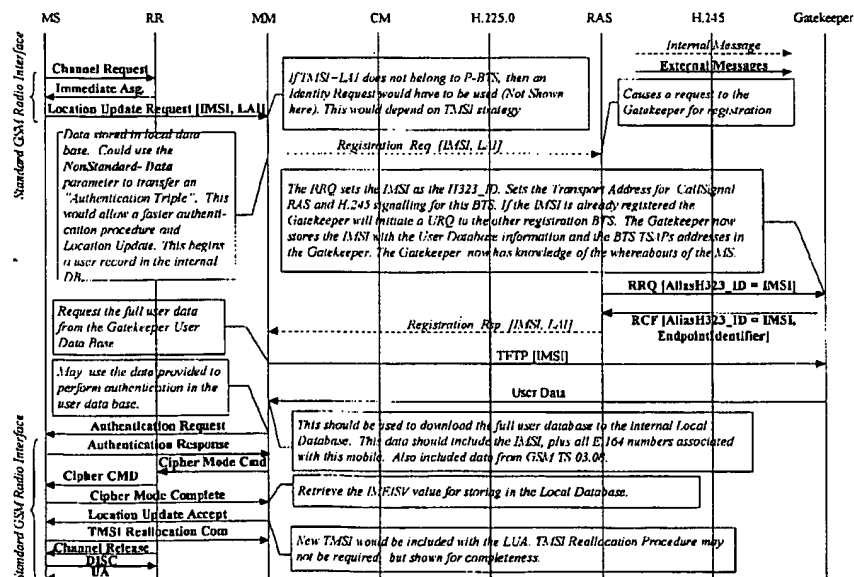 MS RR MM CM H.225.0 RAS H.245 Gatekeeper
Standard GSM Radio Interface
Internal Message
External Messages
Channel Request
Immediate Asg.
Location Update Request [IMSI, LAI]
If TMSI-LAI does not belong to P-BTS, then an
Identity Request would have to be used (Not Shown
here). This would depend on TMSI strategy
Causes a request to the
Gatekeeper for registration
Data stored in local data
base. Could use the
NonStandard- Data
parameter to transfer an
"Authentication Triple". This
would allow a faster authenti-
cation procedure and
Location Update. This begins
a user record in the internal
DB.
Registration Req [IMSI, LAI]
The RRQ sets the IMSI as the H323_ID. Sets the Transport Address for CallSignal
RAS and H.245 signalling for this BTS. If the IMSI is already registered the
Gatekeeper will initiate a URQ to the other registration BTS. The Gatekeeper now
stores the IMSI with the User Database information and the BTS TSAPs addresses in
the Gatekeeper. The Gatekeeper now has knowledge of the whereabouts of the MS.
RRQ [AliasH323_ID = IMSI]
RCF [AliasH323_ID = IMSI,
EndpointIdentifier]
Request the full user data
from the Gatekeeper User
Data Base
Registration Rsp [IMSI, LAI]
TFTP [IMSI]
May use the data provided to
perform authentication in the
user data base.
User Data
Standard GSM Radio Interface
Authentication Request
Authentication Response
Cipher Mode Cmd
Cipher CMD
Cipher Mode Complete
Location Update Accept
TMSI Reallocation Com
Channel Release
DISC
UA
This should be used to download the full user database to the Internal Local
Database. This data should include the IMSI, plus all E.164 numbers associated
with this mobile. Also included data from GSM TS 03.08.
Retrieve the IMEISV value for storing in the Local Database.
New TMSI would be included with the LUA. TMSI Reallocation Procedure may
not be required, but shown for completeness.